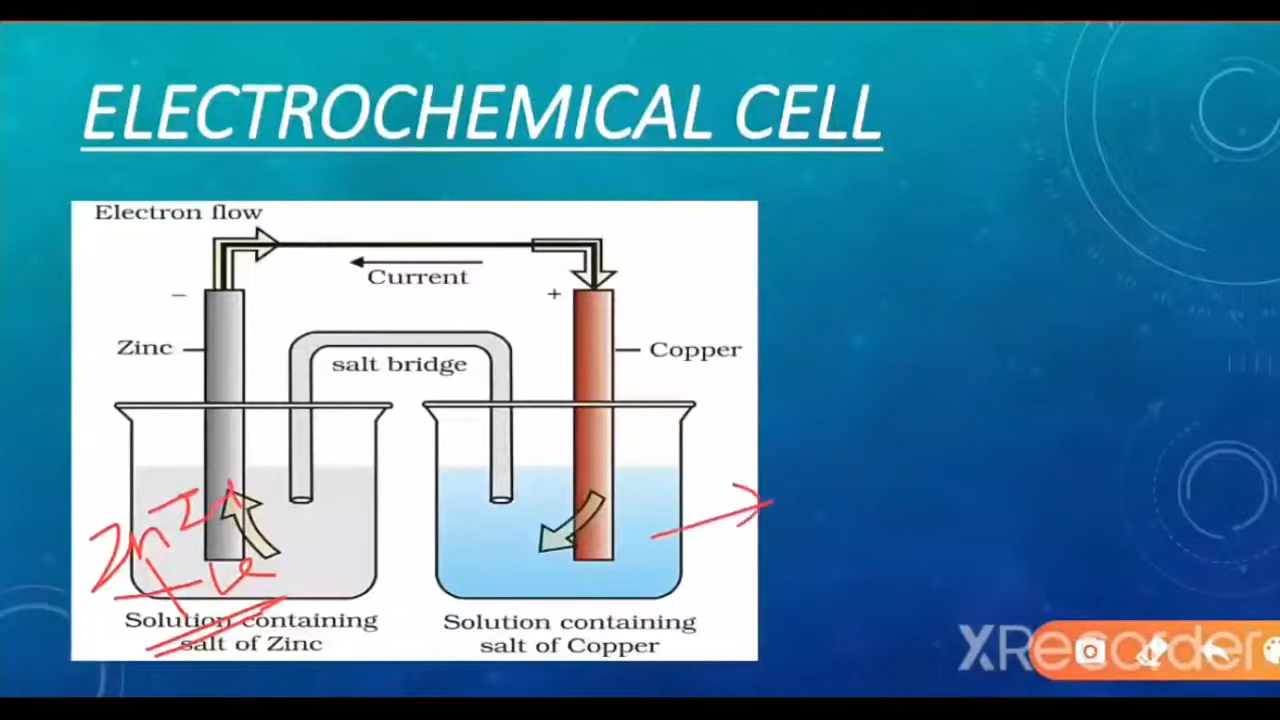 ELECTROCHEMICAL CELL
Electron flow
Current
−
+
Zinc
Copper
salt bridge
Solution containing
salt of Zinc
Solution containing
salt of Copper
XRecorder